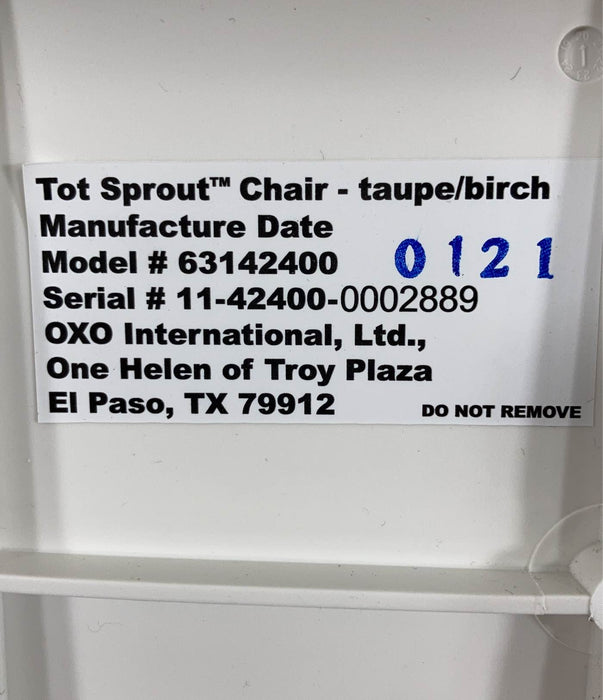 Tot Sprout™ Chair - taupe/birch
Manufacture Date
Model # 63142400 0121
Serial # 11-42400-0002889
OXO International, Ltd.,
One Helen of Troy Plaza
El Paso, TX 79912 DO NOT REMOVE